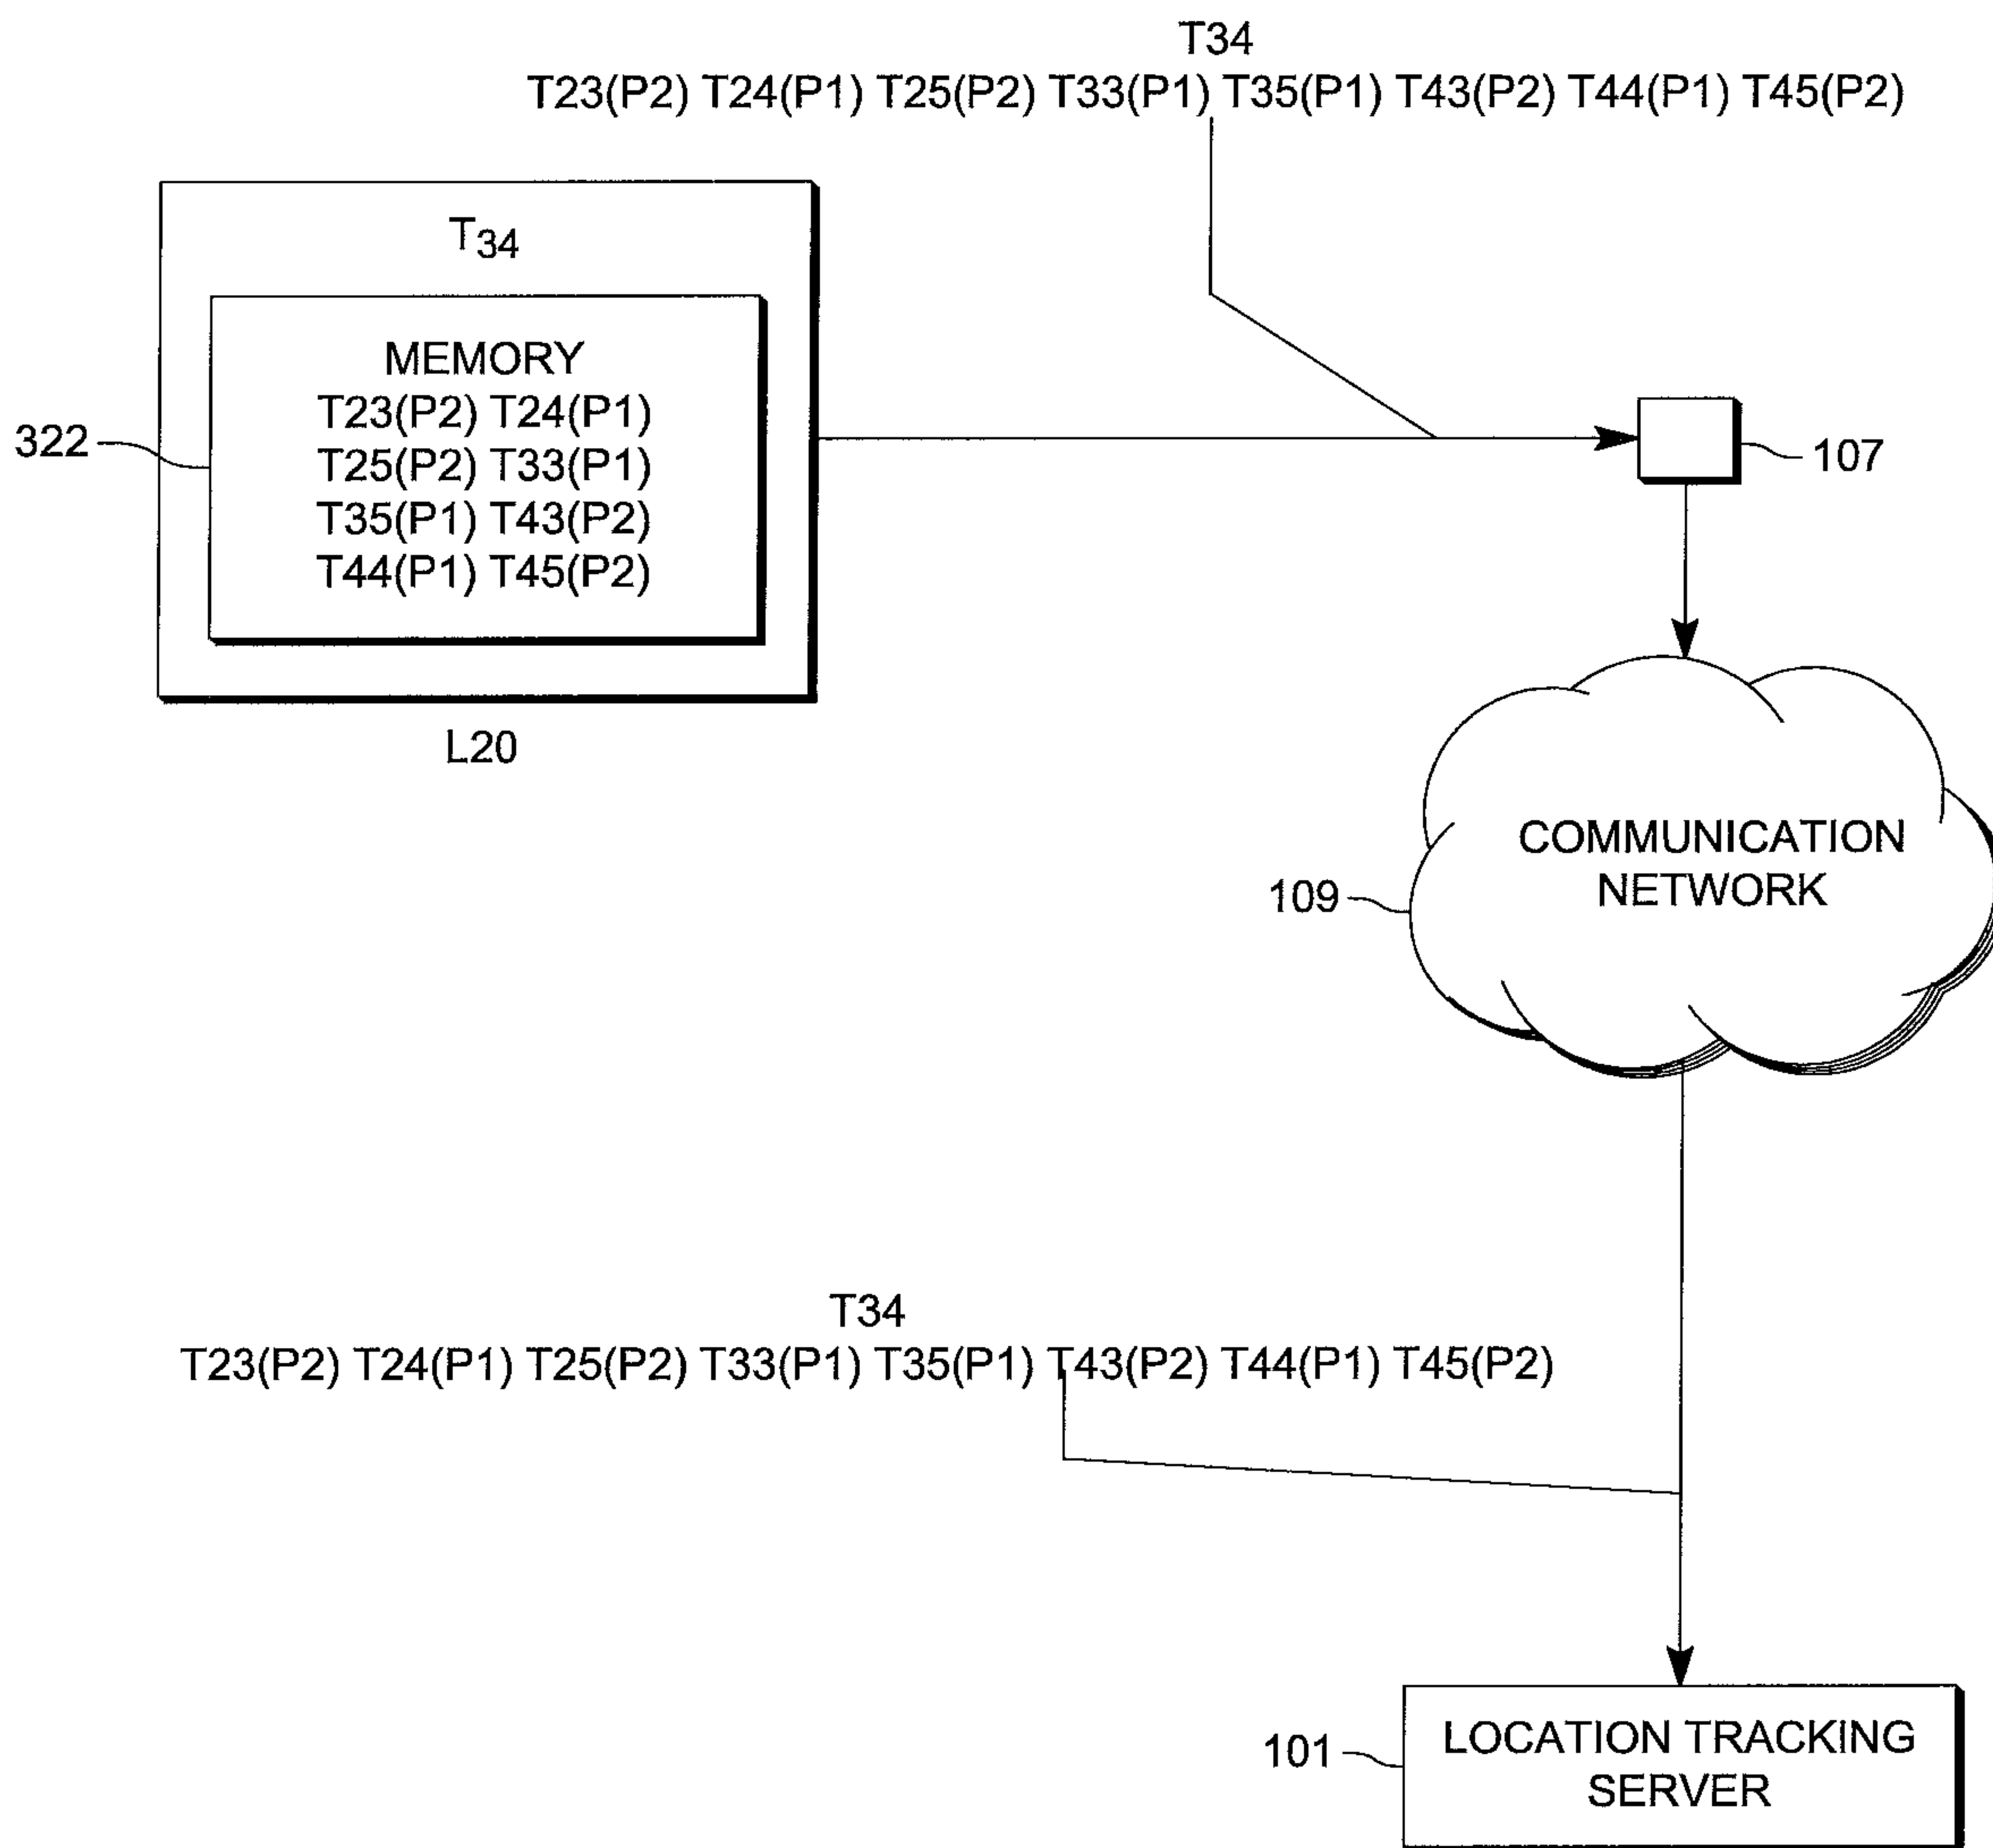 T34
T23(P2) T24(P1) T25(P2) T33(P1) T35(P1) T43(P2) T44(P1) T45(P2)
T34
MEMORY
T23(P2) T24(P1)
T25(P2) T33(P1)
T35(P1) T43(P2)
T44(P1) T45(P2)
322
107
L20
COMMUNICATION
NETWORK
109
T34
T23(P2) T24(P1) T25(P2) T33(P1) T35(P1) T43(P2) T44(P1) T45(P2)
101
LOCATION TRACKING
SERVER